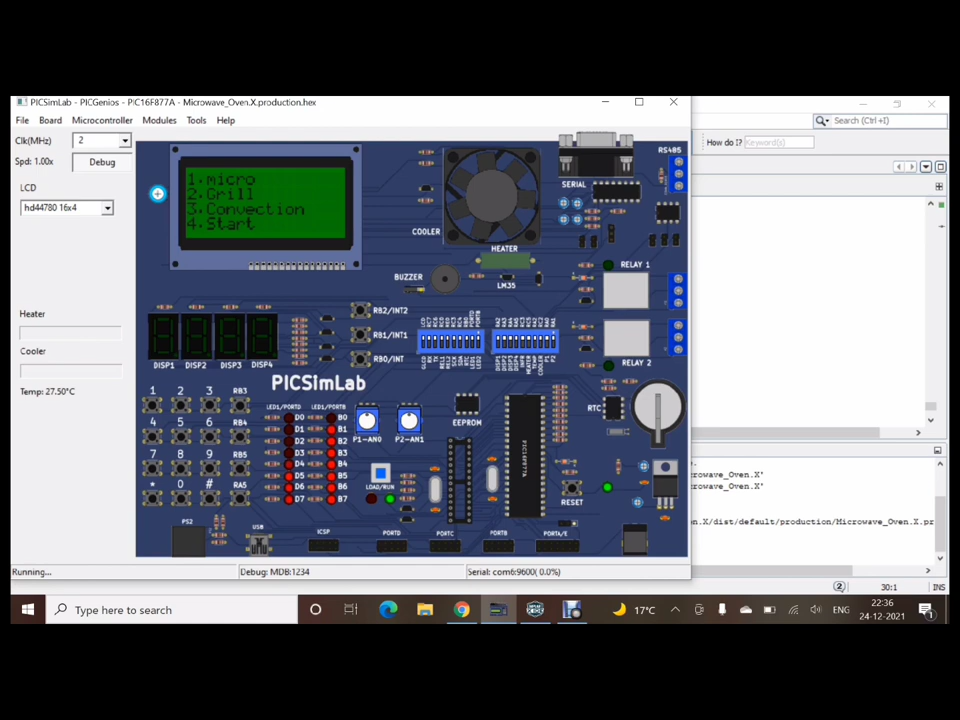 PICSimLab - PICGenios - PIC16F877A - Microwave_Oven.X.production.hex
File Board Microcontroller Modules Tools Help
Clk(MHz) 2
Spd: 1.00x Debug
LCD
hd44780 16x4
Heater
Cooler
Temp: 27.50°C
1.micro
2.Grill
3.Convection
4.Start
COOLER
SERIAL
RS485
HEATER
LM35
BUZZER
RELAY 1
RELAY 2
RB2/INT2
RB1/INT1
RB0/INT
DISP1 DISP2 DISP3 DISP4
PICSimLab
1 2 3 RB3
4 5 6 RB4
7 8 9 RB5
* 0 # RA5
LED1/PORTD LED1/PORTB
D0 B0
D1 B1
D2 B2
D3 B3
D4 B4
D5 B5
D6 B6
D7 B7
P1-AN0 P2-AN1
EEPROM
LOAD/RUN
PIC16F877A
RTC
RESET
PS2
USB
ICSP
PORTD
PORTC
PORTB
PORTA/E
Running...
Debug: MDB:1234
Serial: com6:9600( 0.0%)
Search (Ctrl+I)
How do I? Keyword(s)
rowave_Oven.X'
rowave_Oven.X'
n.X/dist/default/production/Microwave_Oven.X.pr
2 30:1 INS
Type here to search
17°C
ENG
22:36
24-12-2021
1